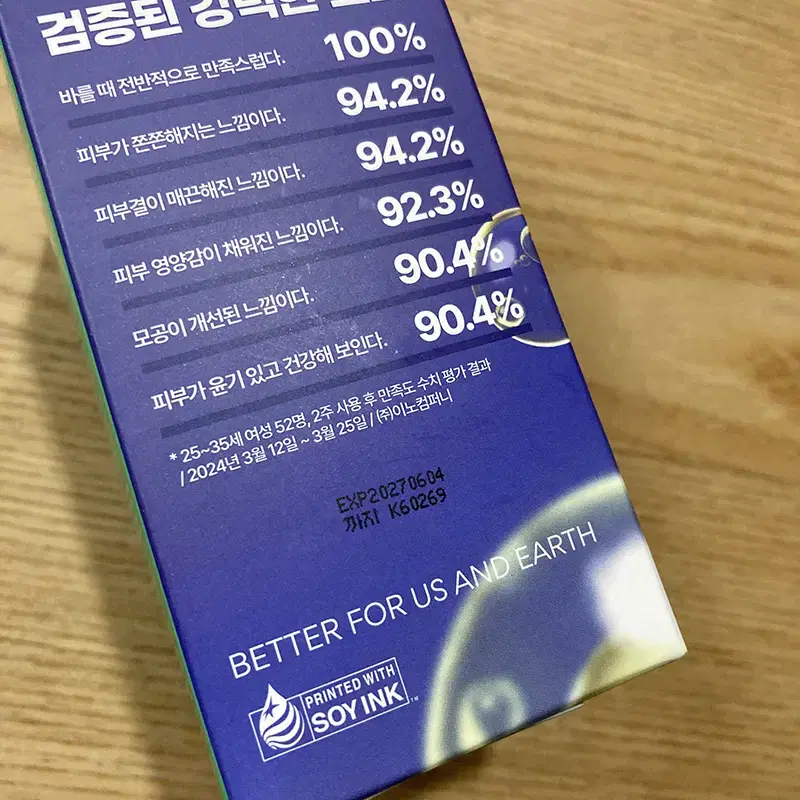 검증된 강력한
바를 때 전반적으로 만족스럽다. 100%
피부가 쫀쫀해지는 느낌이다. 94.2%
피부결이 매끈해진 느낌이다. 94.2%
피부 영양감이 채워진 느낌이다. 92.3%
모공이 개선된 느낌이다. 90.4%
피부가 윤기 있고 건강해 보인다. 90.4%
* 25~35세 여성 52명, 2주 사용 후 만족도 수치 평가 결과
/ 2024년 3월 12일 ~ 3월 25일 / ㈜이노컴퍼니
EXP20270604
까지 K60269
BETTER FOR US AND EARTH
PRINTED WITH
SOY INK ™